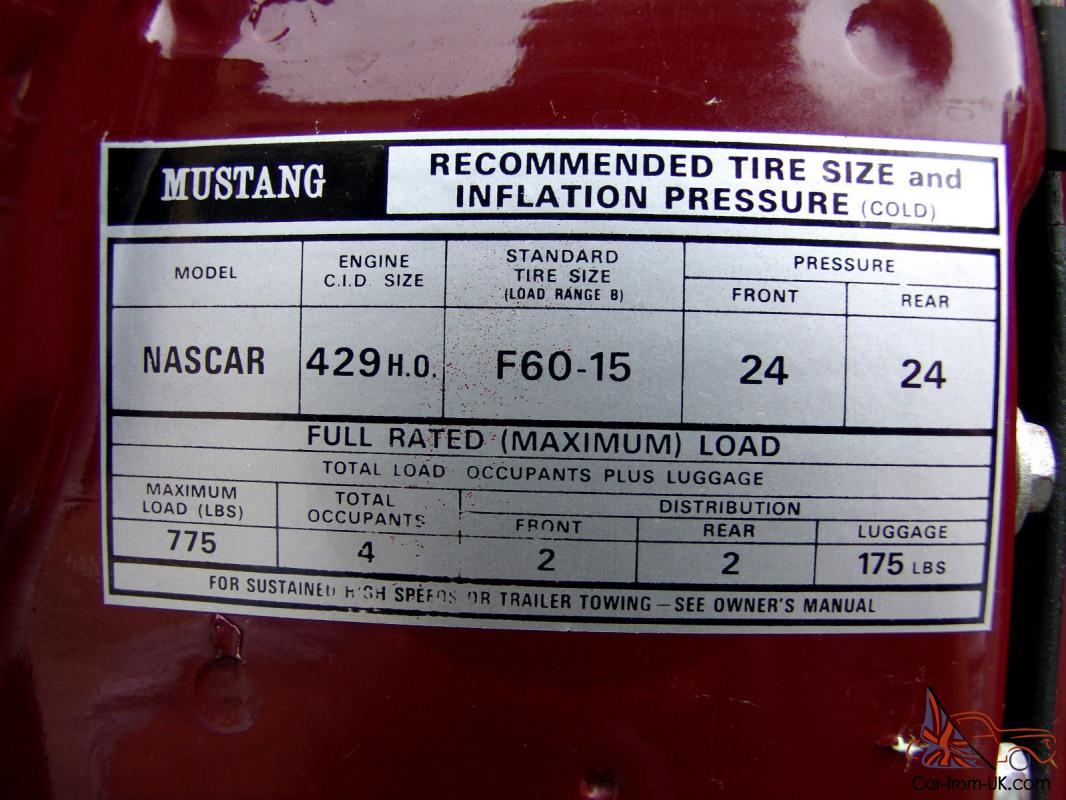 MUSTANG
RECOMMENDED TIRE SIZE and
INFLATION PRESSURE (COLD)
MODEL
ENGINE
C.I.D. SIZE
STANDARD
TIRE SIZE
(LOAD RANGE B)
PRESSURE
FRONT
REAR
NASCAR
429 H.O.
F60-15
24
24
FULL RATED (MAXIMUM) LOAD
TOTAL LOAD OCCUPANTS PLUS LUGGAGE
MAXIMUM
LOAD (LBS)
TOTAL
OCCUPANTS
DISTRIBUTION
FRONT
REAR
LUGGAGE
775
4
2
2
175 LBS
FOR SUSTAINED HIGH SPEEDS OR TRAILER TOWING — SEE OWNER'S MANUAL
Car-from-UK.com